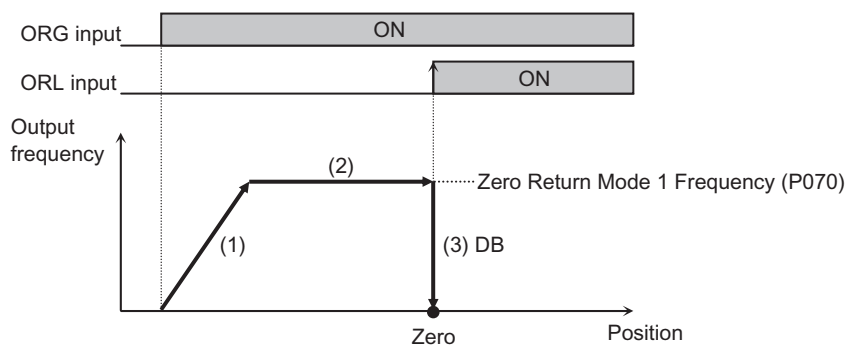 ORG input
ON
ORL input
ON
Output
frequency
(2)
Zero Return Mode 1 Frequency (P070)
(1)
(3) DB
Zero
Position